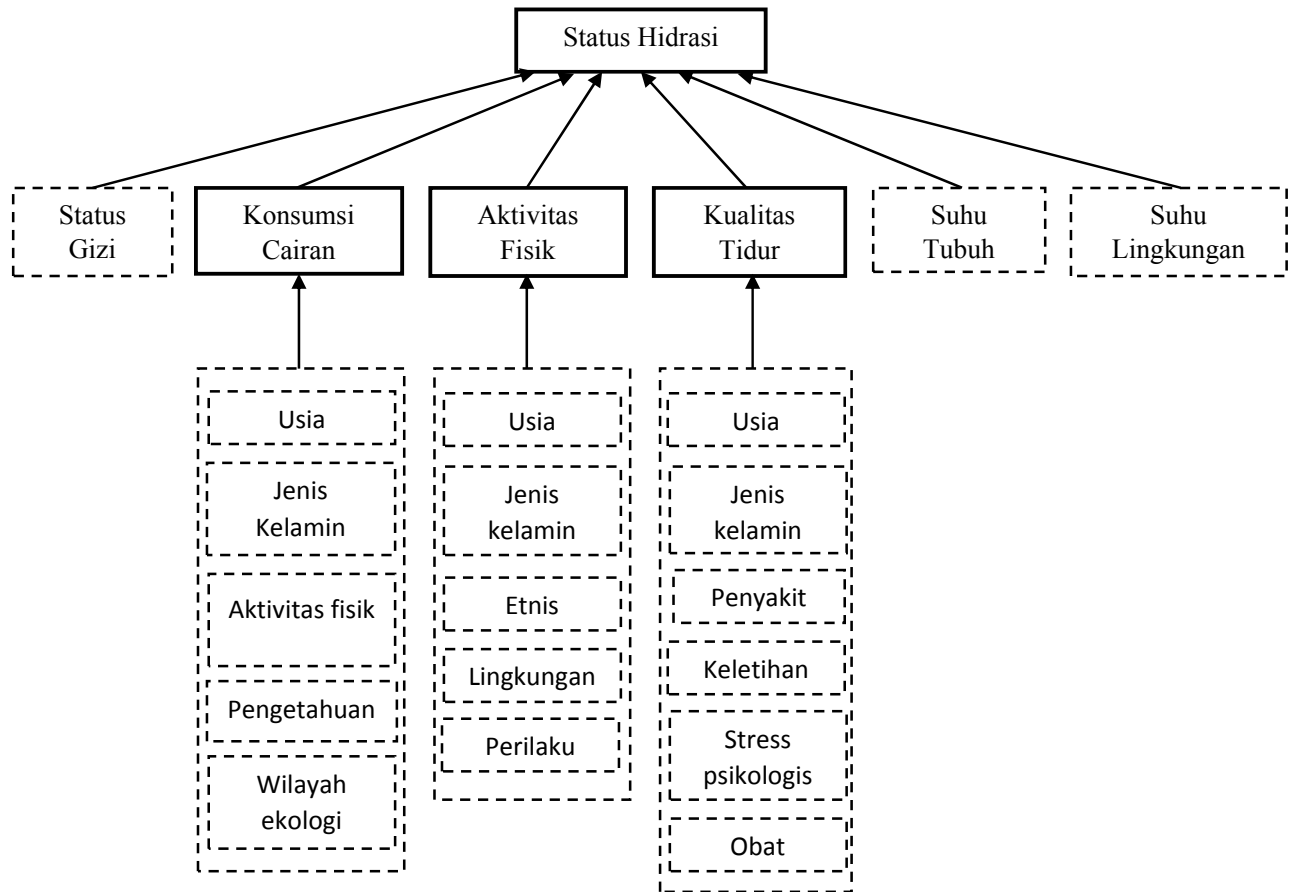 Status Hidrasi
Status
Gizi
Konsumsi
Cairan
Aktivitas
Fisik
Kualitas
Tidur
Suhu
Tubuh
Suhu
Lingkungan
Usia
Jenis
Kelamin
Aktivitas fisik
Pengetahuan
Wilayah
ekologi
Usia
Jenis
kelamin
Etnis
Lingkungan
Perilaku
Usia
Jenis
kelamin
Penyakit
Keletihan
Stress
psikologis
Obat